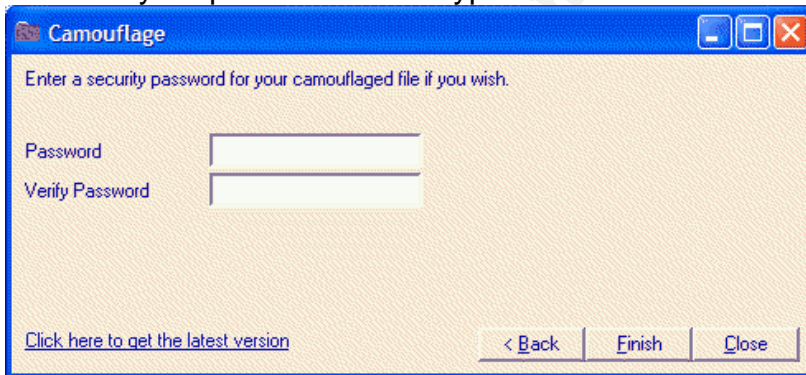 Camouflage
Enter a security password for your camouflaged file if you wish.
Password
Verify Password
Click here to get the latest version
< Back
Finish
Close